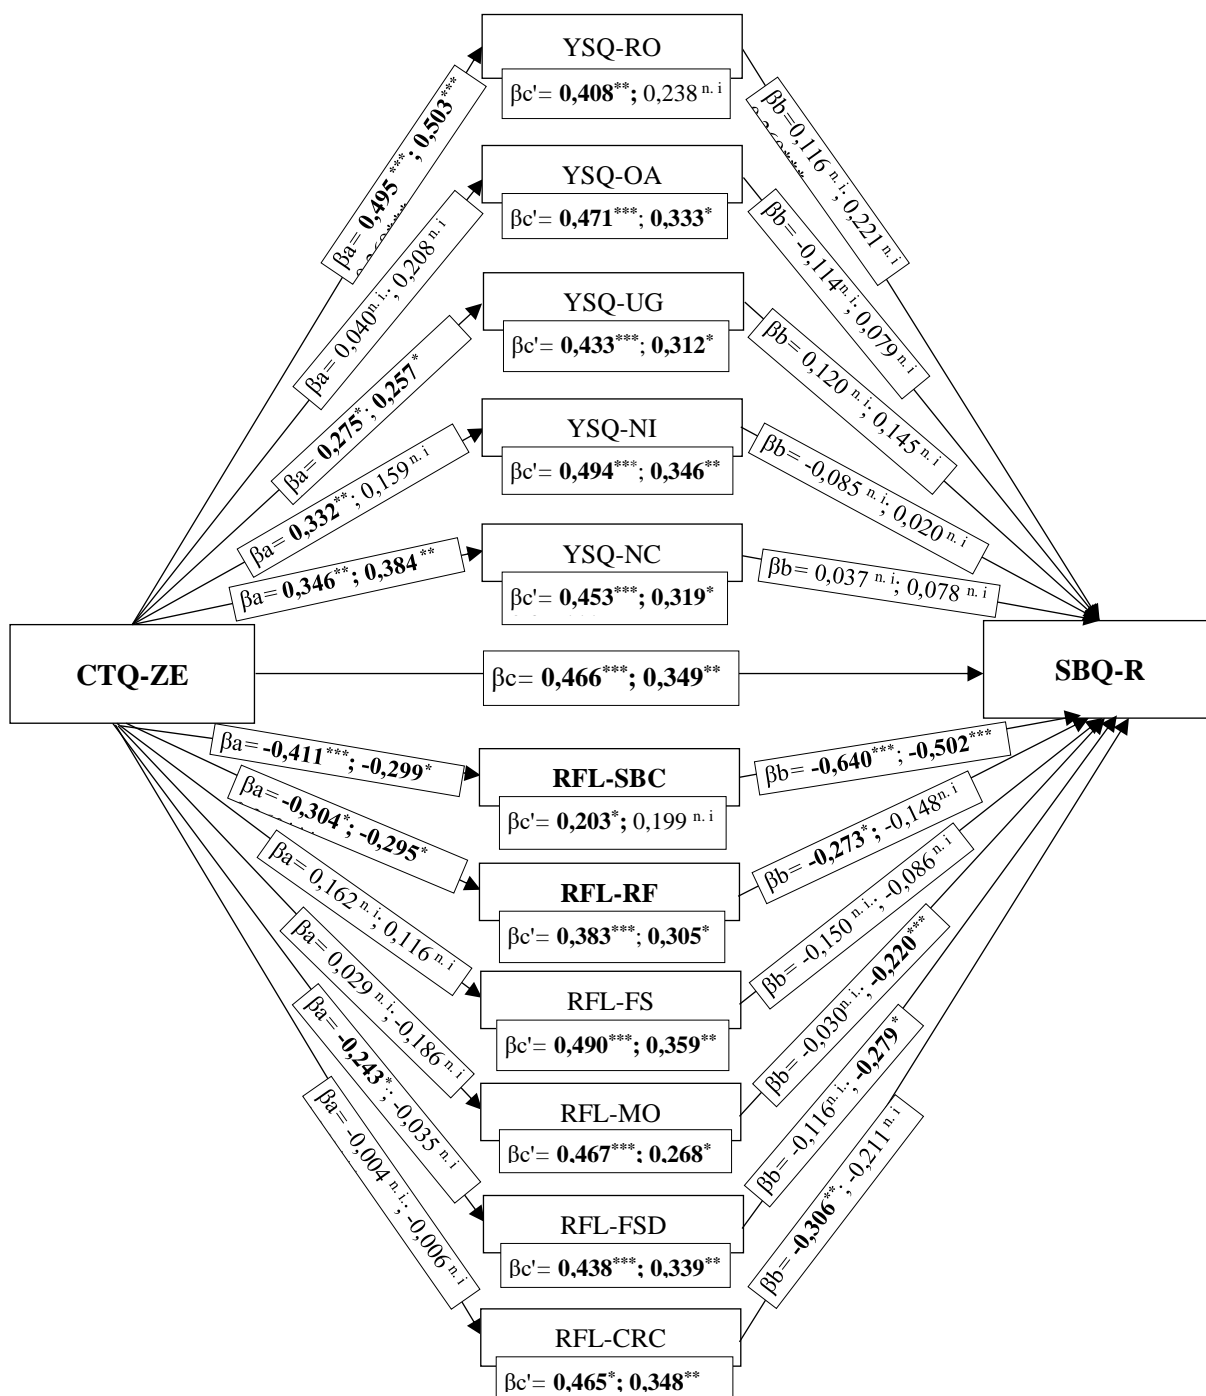 YSQ-RO
βc'= 0,408**; 0,238 n. i
βa= 0,495 ***; 0,503***
βb=0,116 n. i; 0,221 n. i
YSQ-OA
βc'= 0,471***; 0,333*
βa= 0,040n. i.; 0,208 n. i
βb= -0,114n. i; 0,079 n. i
YSQ-UG
βc'= 0,433***; 0,312*
βa= 0,275*; 0,257*
βb= 0,120 n. i; 0,145 n. i
YSQ-NI
βc'= 0,494***; 0,346**
βa= 0,332**; 0,159 n. i
βb= -0,085 n. i; 0,020 n. i
YSQ-NC
βc'= 0,453***; 0,319*
βa= 0,346**; 0,384 **
βb= 0,037 n. i; 0,078 n. i
CTQ-ZE
βc= 0,466***; 0,349**
SBQ-R
βa= -0,411***; -0,299*
RFL-SBC
βc'= 0,203*; 0,199 n. i
βb= -0,640***; -0,502***
βa= -0,304*; -0,295*
RFL-RF
βc'= 0,383***; 0,305*
βb= -0,273*; -0,148n. i
βa= 0,162 n. i; 0,116 n. i
RFL-FS
βc'= 0,490***; 0,359**
βb= -0,150 n. i.; -0,086 n. i
βa= 0,029 n. i.; -0,186 n. i
RFL-MO
βc'= 0,467***; 0,268*
βb= -0,030n. i.; -0,220***
βa= -0,243*; -0,035 n. i
RFL-FSD
βc'= 0,438***; 0,339**
βb= -0,116n. i.; -0,279*
βa= -0,004 n. i.; -0,006 n. i
RFL-CRC
βc'= 0,465*; 0,348**
βb= -0,306**; -0,211 n. i